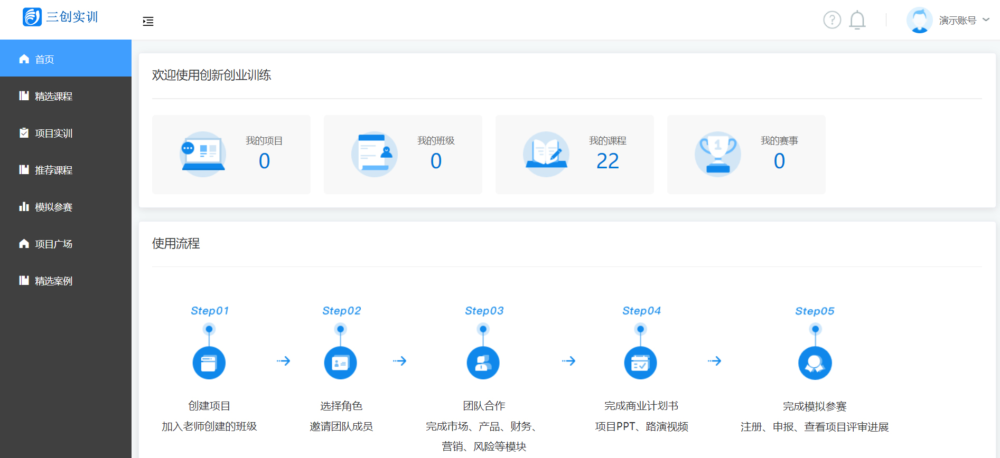 三创实训
?
演示账号
首页
精选课程
项目实训
推荐课程
模拟参赛
项目广场
精选案例
欢迎使用创新创业训练
我的项目
0
我的班级
0
我的课程
22
1
我的赛事
0
使用流程
Step01
创建项目
加入老师创建的班级
Step02
选择角色
邀请团队成员
Step03
团队合作
完成市场、产品、财务、
营销、风险等模块
Step04
完成商业计划书
项目PPT、路演视频
Step05
完成模拟参赛
注册、申报、查看项目评审进展